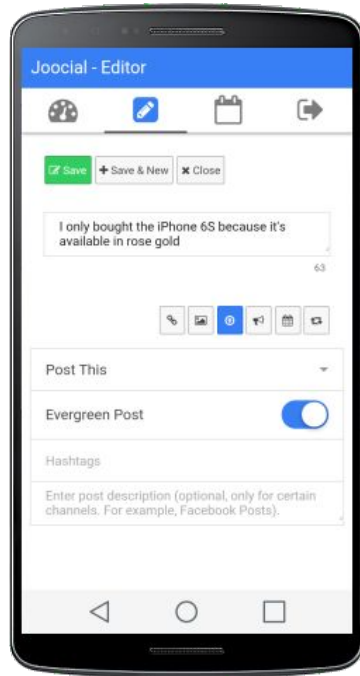 Joocial - Editor
Save
Save & New
Close
I only bought the iPhone 6S because it's
available in rose gold
63
Post This
Evergreen Post
Hashtags
Enter post description (optional, only for certain
channels. For example, Facebook Posts).